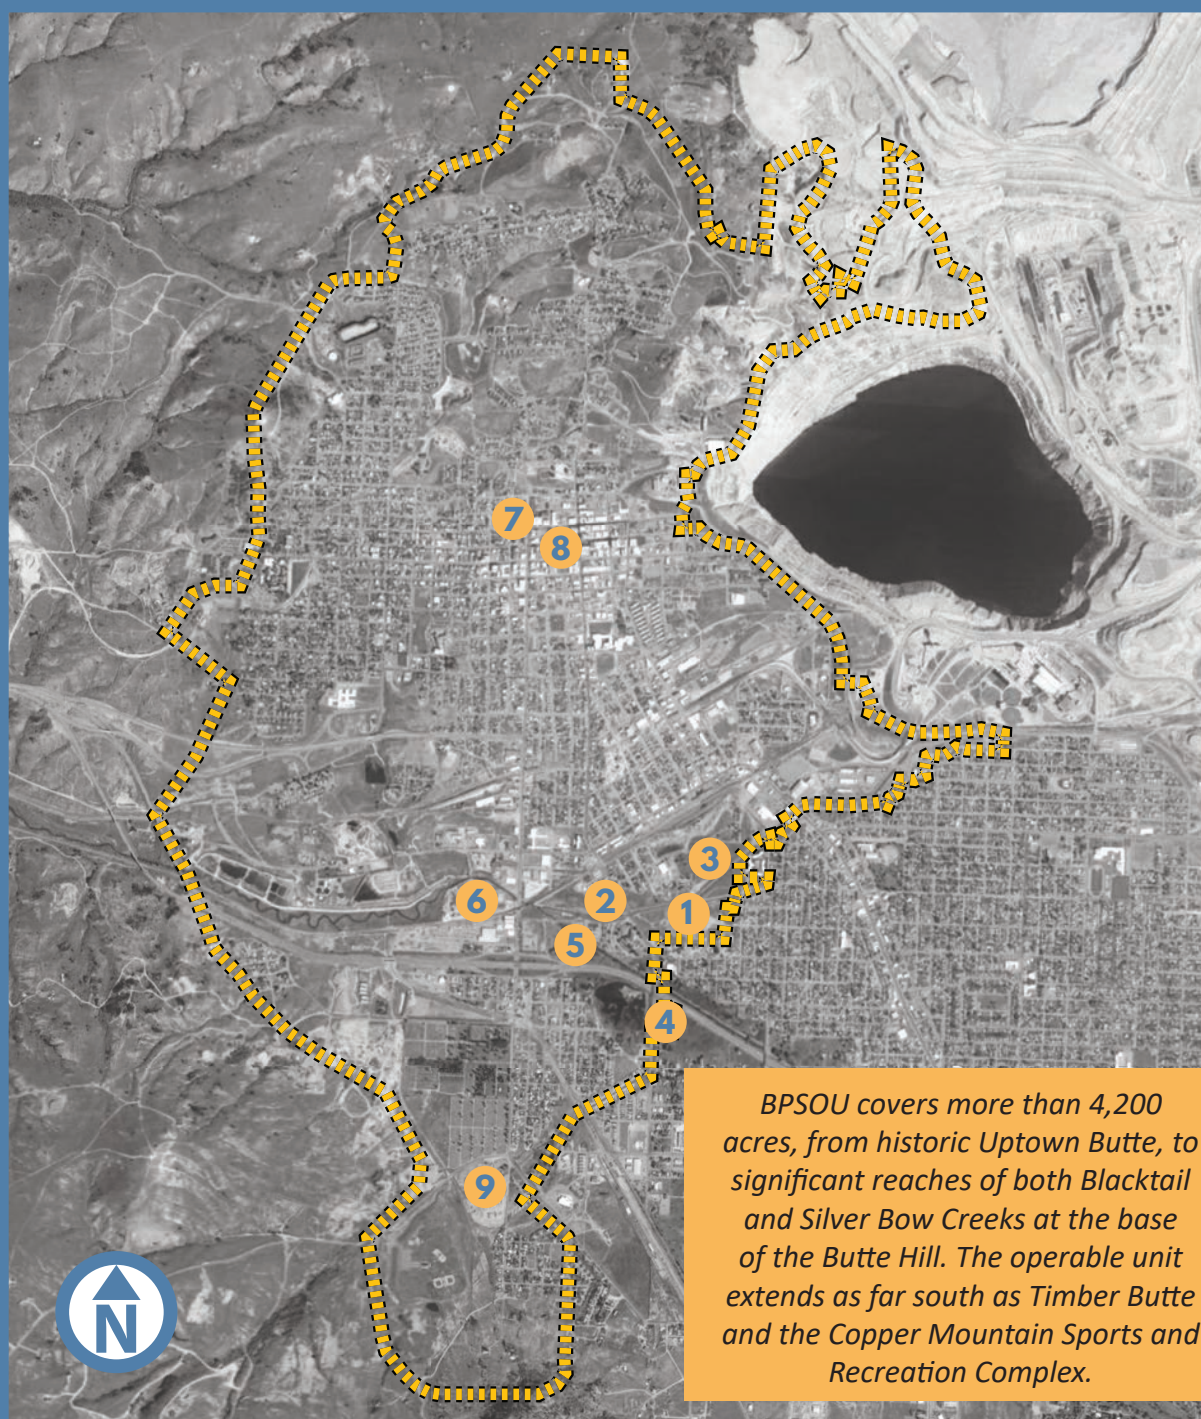 7
8
3
6
2
1
5
4
9
BPSOU covers more than 4,200
acres, from historic Uptown Butte, to
significant reaches of both Blacktail
and Silver Bow Creeks at the base
of the Butte Hill. The operable unit
extends as far south as Timber Butte
and the Copper Mountain Sports and
Recreation Complex.
N